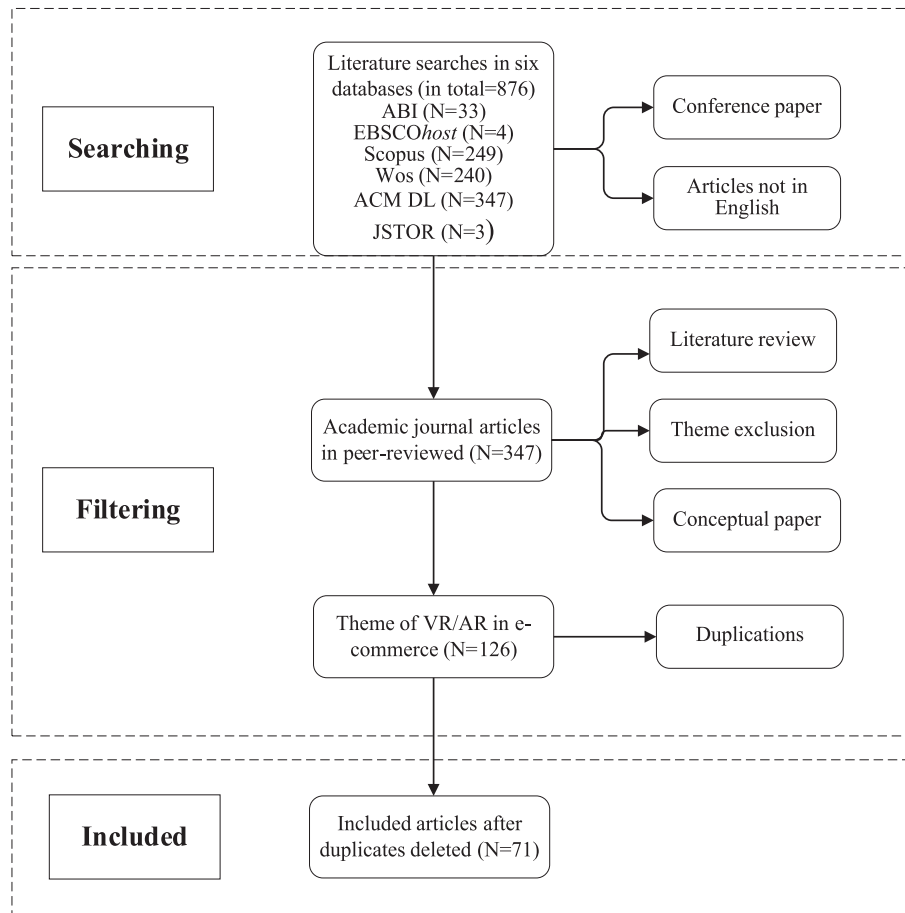 Searching
Literature searches in six
databases (in total=876)
ABI (N=33)
EBSCOhost (N=4)
Scopus (N=249)
Wos (N=240)
ACM DL (N=347)
JSTOR (N=3)
Conference paper
Articles not in
English
Filtering
Academic journal articles
in peer-reviewed (N=347)
Literature review
Theme exclusion
Conceptual paper
Theme of VR/AR in e-
commerce (N=126)
Duplications
Included
Included articles after
duplicates deleted (N=71)